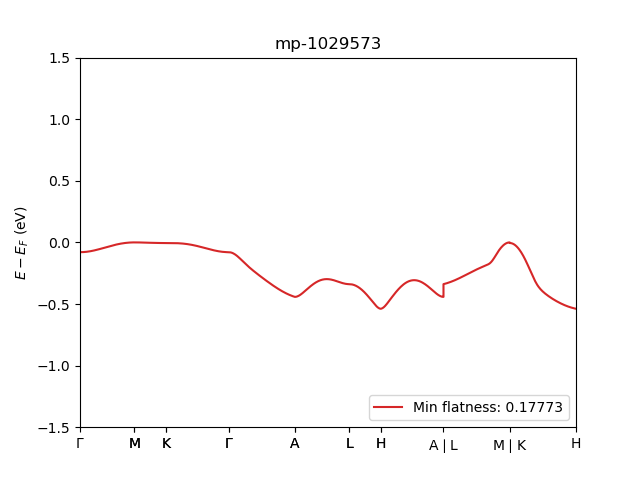 mp-1029573
E − E_F (eV)
1.5
1.0
0.5
0.0
−0.5
−1.0
−1.5
Γ M K Γ A L H A | L M | K H
Min flatness: 0.17773